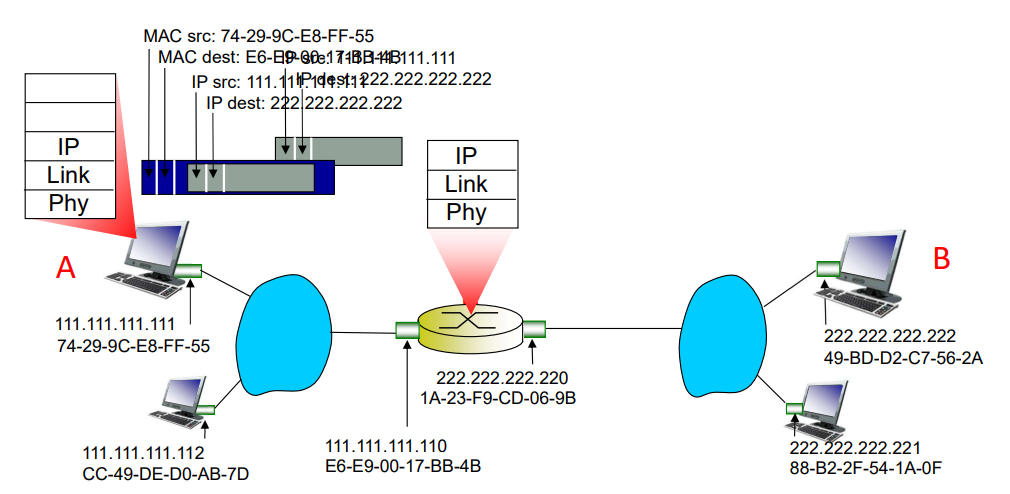 MAC src: 74-29-9C-E8-FF-55
MAC dest: E6-E9-00-17-BB-4B
IP src: 111.111.111.111
IP dest: 222.222.222.222
IP src: 111.111.111.111
IP dest: 222.222.222.222
IP
Link
Phy
IP
Link
Phy
A
B
111.111.111.111
74-29-9C-E8-FF-55
222.222.222.222
49-BD-D2-C7-56-2A
222.222.222.220
1A-23-F9-CD-06-9B
111.111.111.112
CC-49-DE-D0-AB-7D
111.111.111.110
E6-E9-00-17-BB-4B
222.222.222.221
88-B2-2F-54-1A-0F